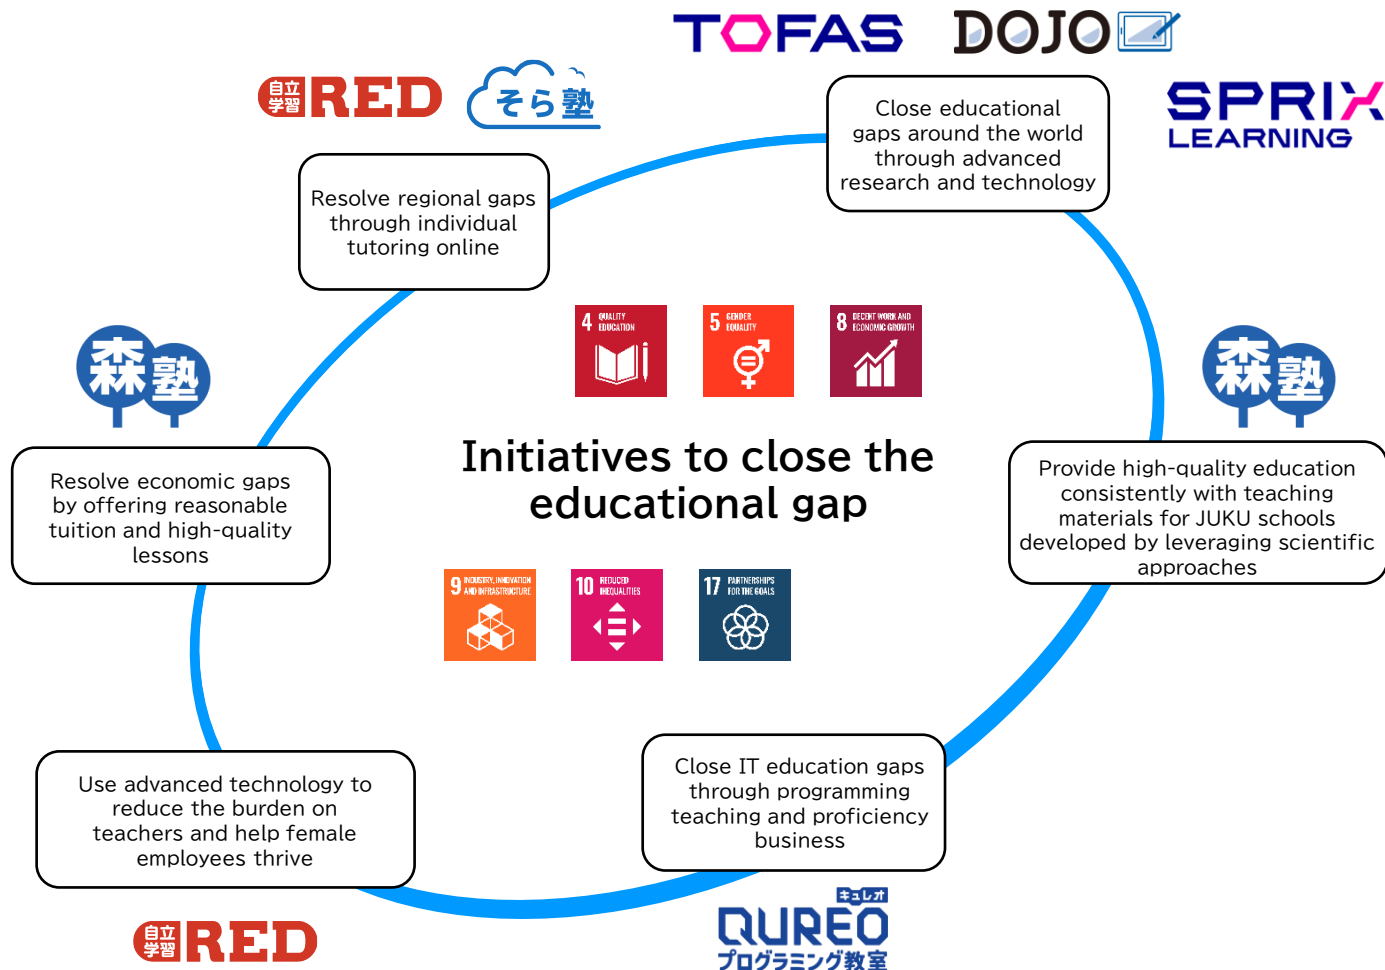 TOFAS
DOJO
SPRIX
LEARNING
自立
学習
RED
そら塾
Close educational
gaps around the world
through advanced
research and technology
Resolve regional gaps
through individual
tutoring online
4 QUALITY
EDUCATION
5 GENDER
EQUALITY
8 DECENT WORK AND
ECONOMIC GROWTH
森塾
森塾
Initiatives to close the
educational gap
Resolve economic gaps
by offering reasonable
tuition and high-quality
lessons
Provide high-quality education
consistently with teaching
materials for JUKU schools
developed by leveraging scientific
approaches
9 INDUSTRY, INNOVATION
AND INFRASTRUCTURE
10 REDUCED
INEQUALITIES
17 PARTNERSHIPS
FOR THE GOALS
Use advanced technology to
reduce the burden on
teachers and help female
employees thrive
Close IT education gaps
through programming
teaching and proficiency
business
自立
学習
RED
キュレオ
QUREO
プログラミング教室